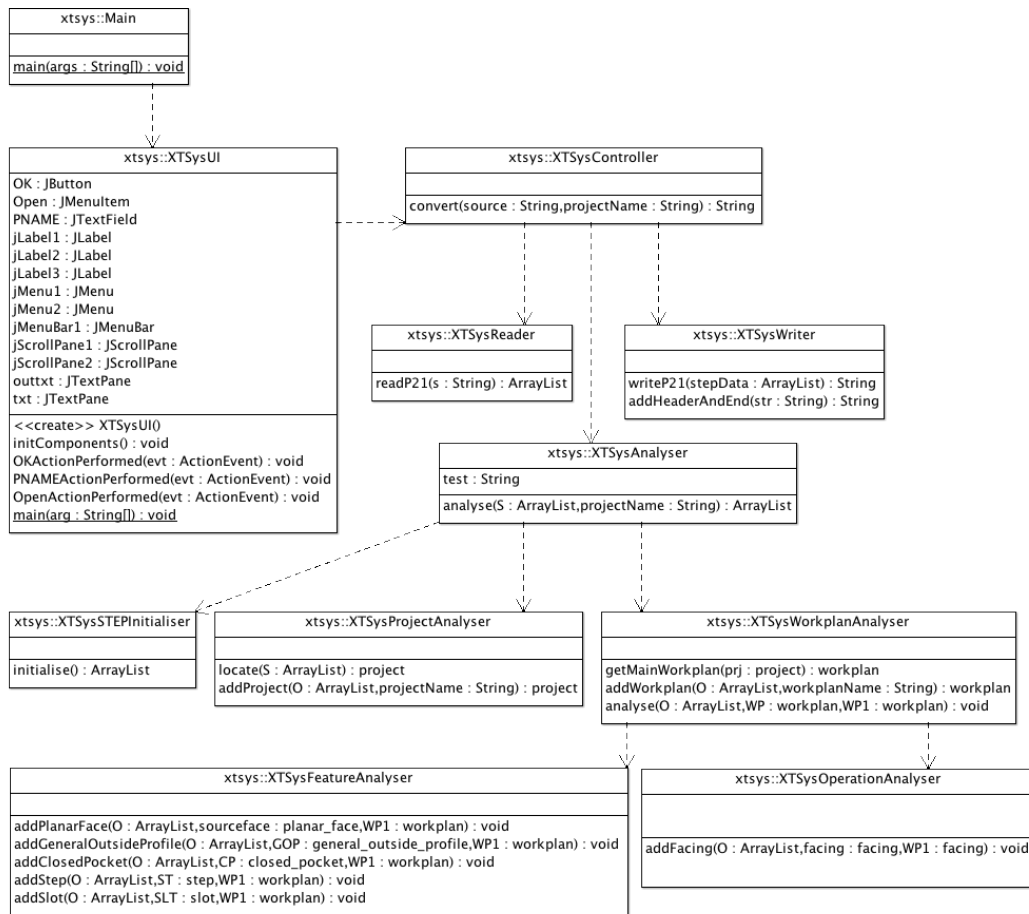 xtsys::Main
main(args : String[]) : void
xtsys::XTSysUI
OK : JButton
Open : JMenuItem
PNAME : JTextField
jLabel1 : JLabel
jLabel2 : JLabel
jLabel3 : JLabel
jMenu1 : JMenu
jMenu2 : JMenu
jMenuBar1 : JMenuBar
jScrollPane1 : JScrollPane
jScrollPane2 : JScrollPane
outtxt : JTextPane
txt : JTextPane
<<create>> XTSysUI()
initComponents() : void
OKActionPerformed(evt : ActionEvent) : void
PNAMEActionPerformed(evt : ActionEvent) : void
OpenActionPerformed(evt : ActionEvent) : void
main(arg : String[]) : void
xtsys::XTSysController
convert(source : String,projectName : String) : String
xtsys::XTSysReader
readP21(s : String) : ArrayList
xtsys::XTSysWriter
writeP21(stepData : ArrayList) : String
addHeaderAndEnd(str : String) : String
xtsys::XTSysAnalyser
test : String
analyse(S : ArrayList,projectName : String) : ArrayList
xtsys::XTSysSTEPInitialiser
initialise() : ArrayList
xtsys::XTSysProjectAnalyser
locate(S : ArrayList) : project
addProject(O : ArrayList,projectName : String) : project
xtsys::XTSysWorkplanAnalyser
getMainWorkplan(prj : project) : workplan
addWorkplan(O : ArrayList,workplanName : String) : workplan
analyse(O : ArrayList,WP : workplan,WP1 : workplan) : void
xtsys::XTSysFeatureAnalyser
addPlanarFace(O : ArrayList,sourceface : planar_face,WP1 : workplan) : void
addGeneralOutsideProfile(O : ArrayList,GOP : general_outside_profile,WP1 : workplan) : void
addClosedPocket(O : ArrayList,CP : closed_pocket,WP1 : workplan) : void
addStep(O : ArrayList,ST : step,WP1 : workplan) : void
addSlot(O : ArrayList,SLT : slot,WP1 : workplan) : void
xtsys::XTSysOperationAnalyser
addFacing(O : ArrayList,facing : facing,WP1 : facing) : void